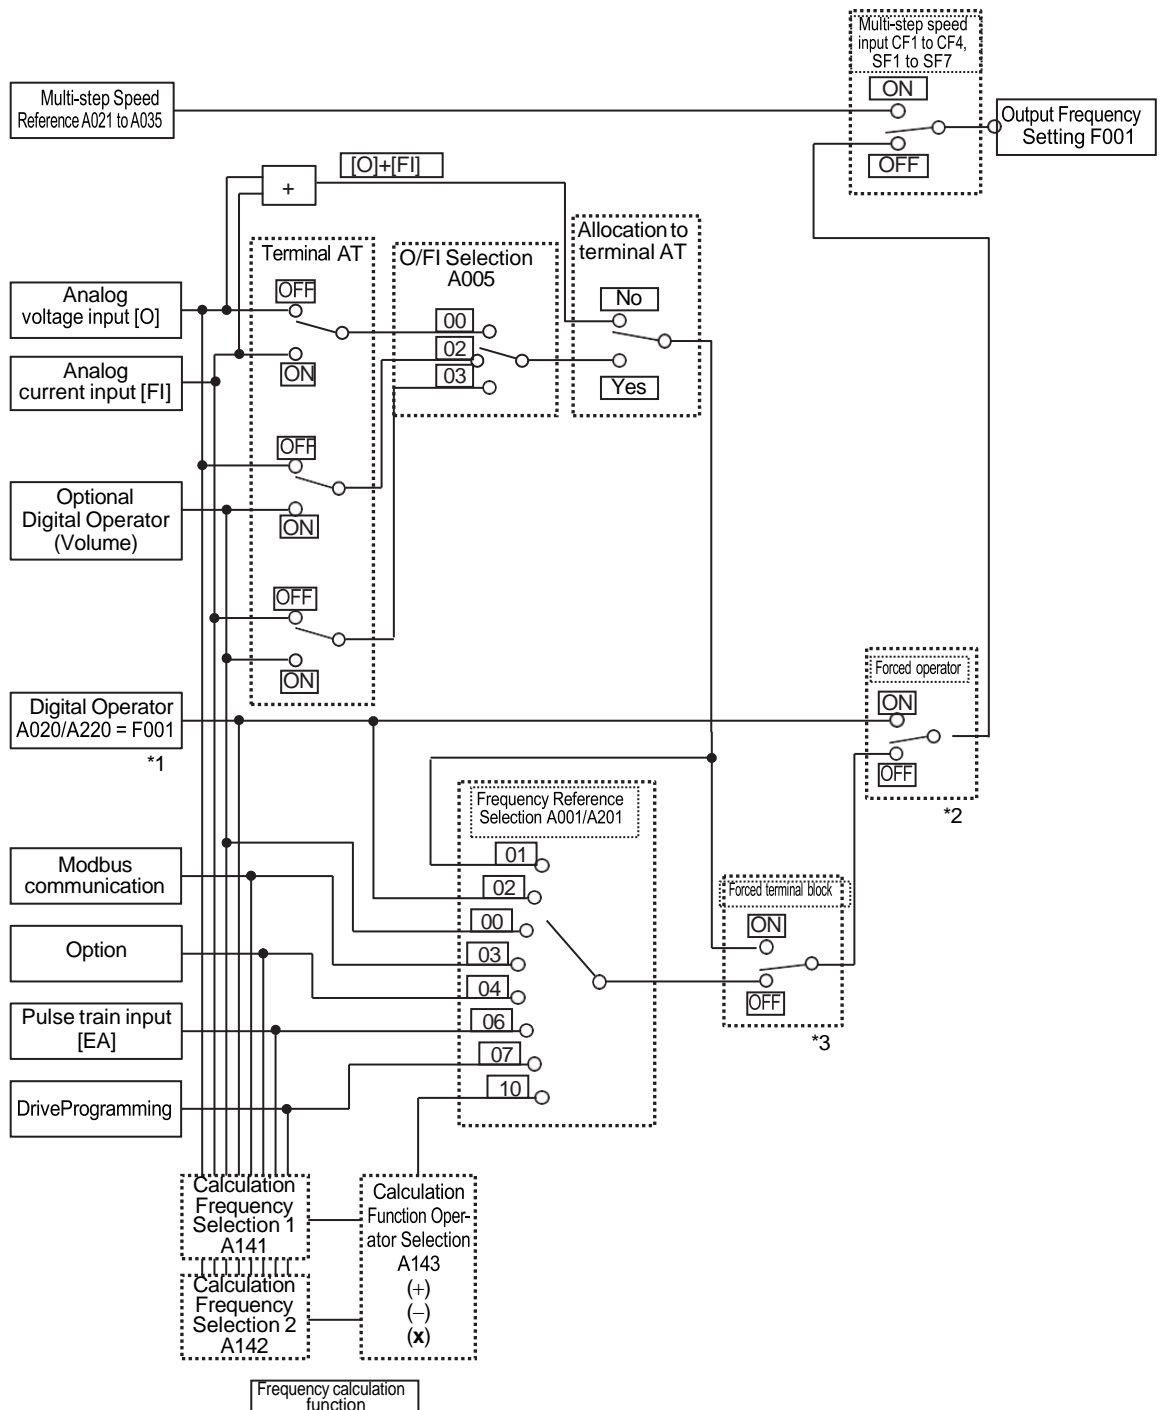 Multi-step speed
input CF1 to CF4,
SF1 to SF7
ON
OFF
Multi-step Speed
Reference A021 to A035
Output Frequency
Setting F001
[O]+[FI]
+
Terminal AT
OFF
ON
OFF
ON
OFF
ON
O/FI Selection
A005
00
02
03
Allocation to
terminal AT
No
Yes
Analog
voltage input [O]
Analog
current input [FI]
Optional
Digital Operator
(Volume)
Digital Operator
A020/A220 = F001
*1
Forced operator
ON
OFF
*2
Frequency Reference
Selection A001/A201
01
02
00
03
04
06
07
10
Forced terminal block
ON
OFF
*3
Modbus
communication
Option
Pulse train input
[EA]
DriveProgramming
Calculation
Frequency
Selection 1
A141
Calculation
Frequency
Selection 2
A142
Calculation
Function Oper-
ator Selection
A143
(+)
(−)
(x)
Frequency calculation
function